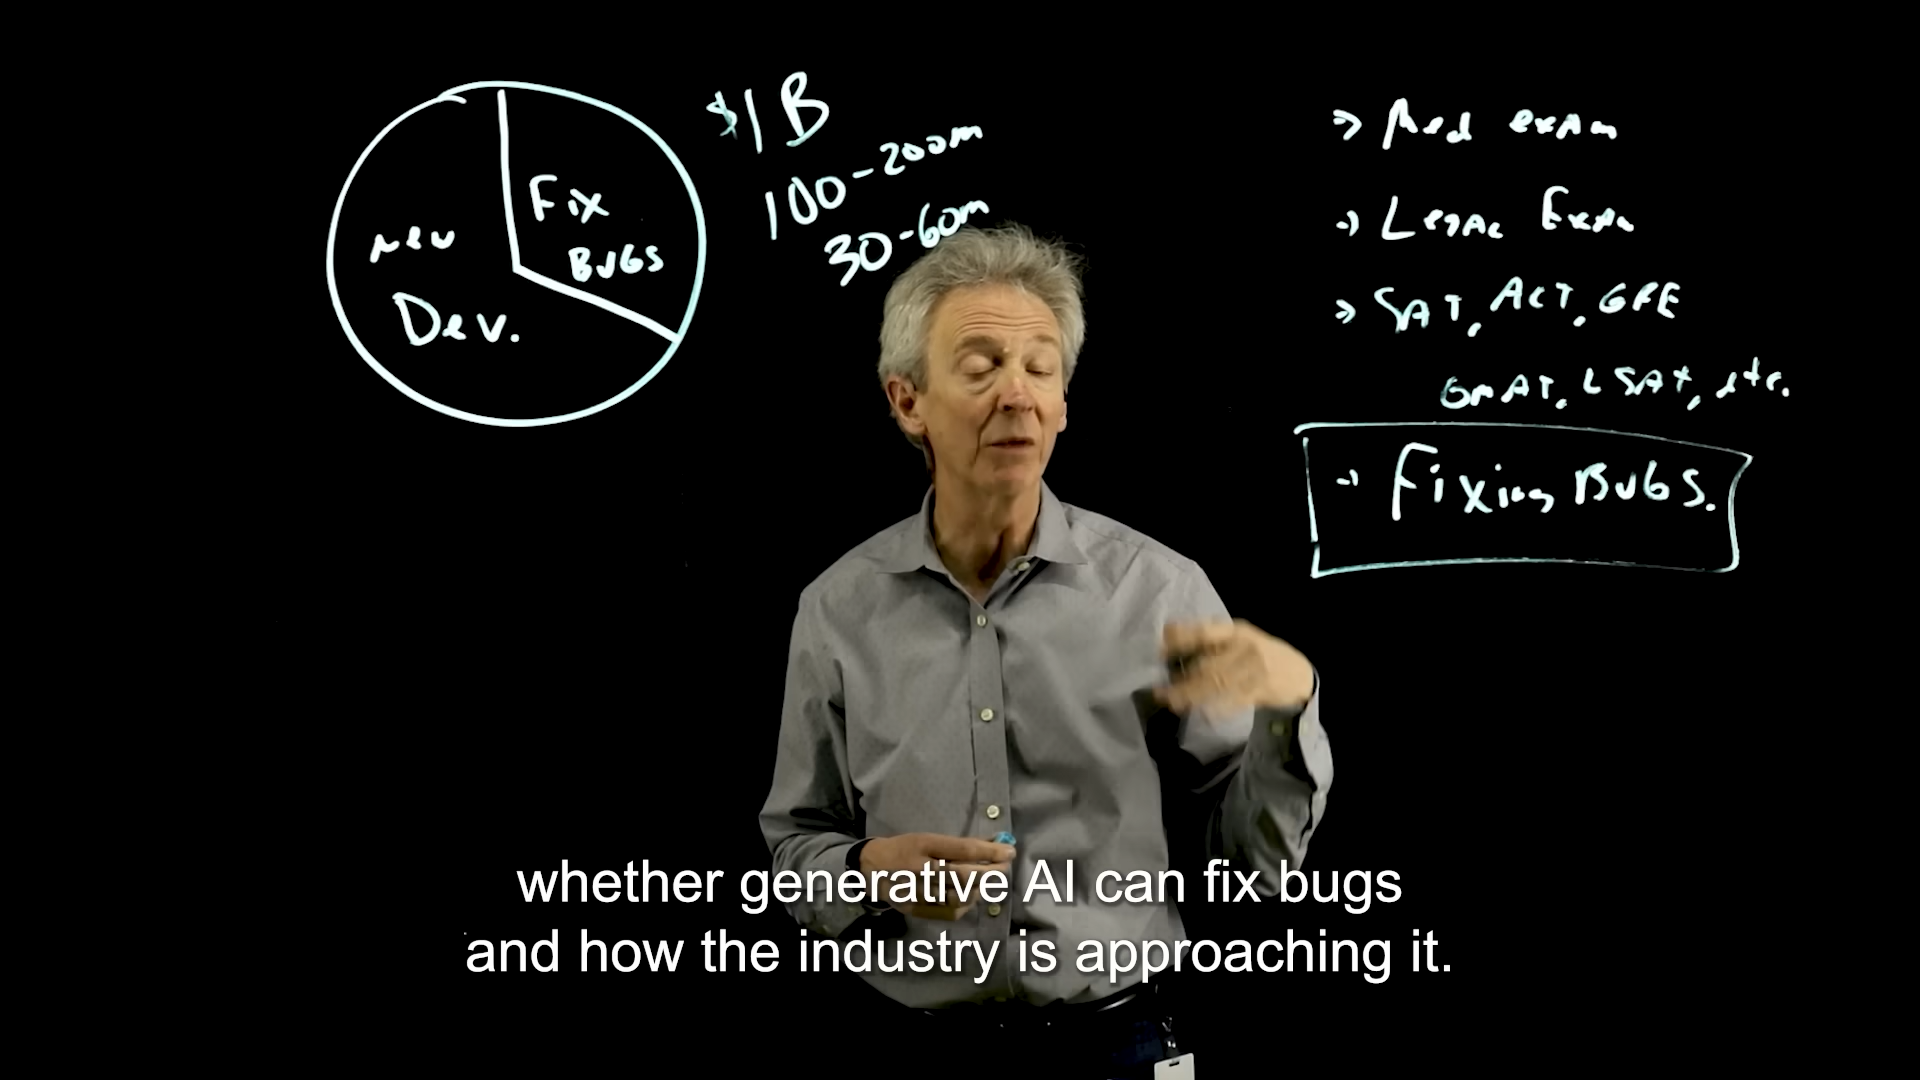 $1B
100-200m
30-60m
Fix
BUGS
New
Dev.
→ Med exam
→ Legal Exam
→ SAT, ACT, GRE
GMAT, LSAT, etc.
→ Fixing BUGS.
whether generative AI can fix bugs
and how the industry is approaching it.